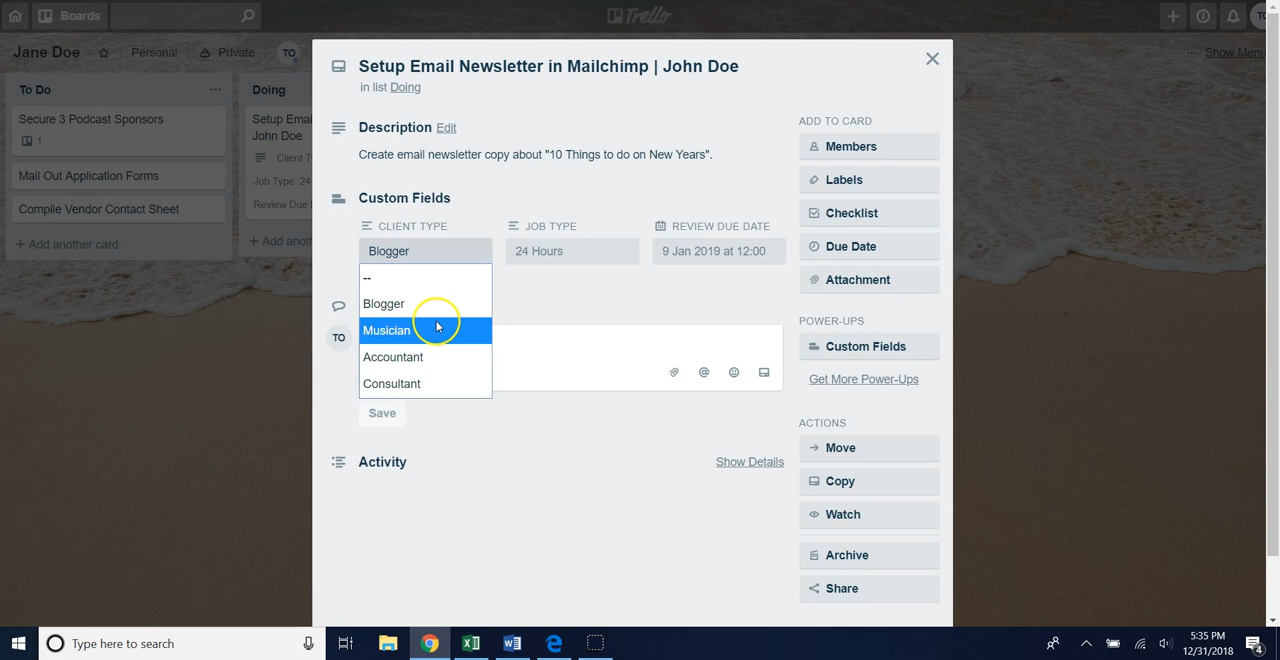 Boards
Trello
Jane Doe
Personal
Private
TO
Show Menu
To Do
Secure 3 Podcast Sponsors
1
Mail Out Application Forms
Compile Vendor Contact Sheet
+ Add another card
Doing
Setup Ema
John Doe
Client T
Job Type: 24
Review Due
+ Add anoth
Setup Email Newsletter in Mailchimp | John Doe
in list Doing
Description Edit
Create email newsletter copy about "10 Things to do on New Years".
Custom Fields
CLIENT TYPE
JOB TYPE
REVIEW DUE DATE
Blogger
24 Hours
9 Jan 2019 at 12:00
--
Blogger
Musician
Accountant
Consultant
TO
Save
Activity
Show Details
ADD TO CARD
Members
Labels
Checklist
Due Date
Attachment
POWER-UPS
Custom Fields
Get More Power-Ups
ACTIONS
Move
Copy
Watch
Archive
Share
Type here to search
5:35 PM
12/31/2018
4